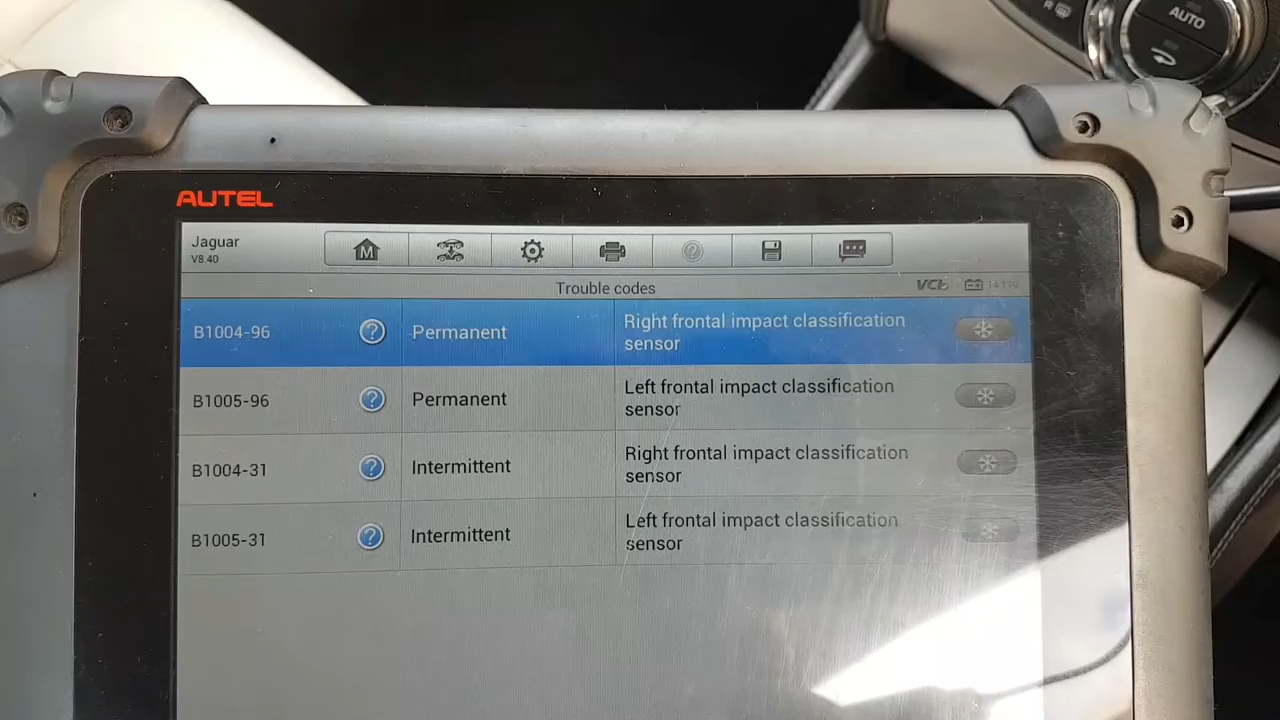 R
AUTO
AUTEL
Jaguar
V8.40
M
?
Trouble codes
VCI
B1004-96 ? Permanent Right frontal impact classification
sensor
B1005-96 ? Permanent Left frontal impact classification
sensor
B1004-31 ? Intermittent Right frontal impact classification
sensor
B1005-31 ? Intermittent Left frontal impact classification
sensor